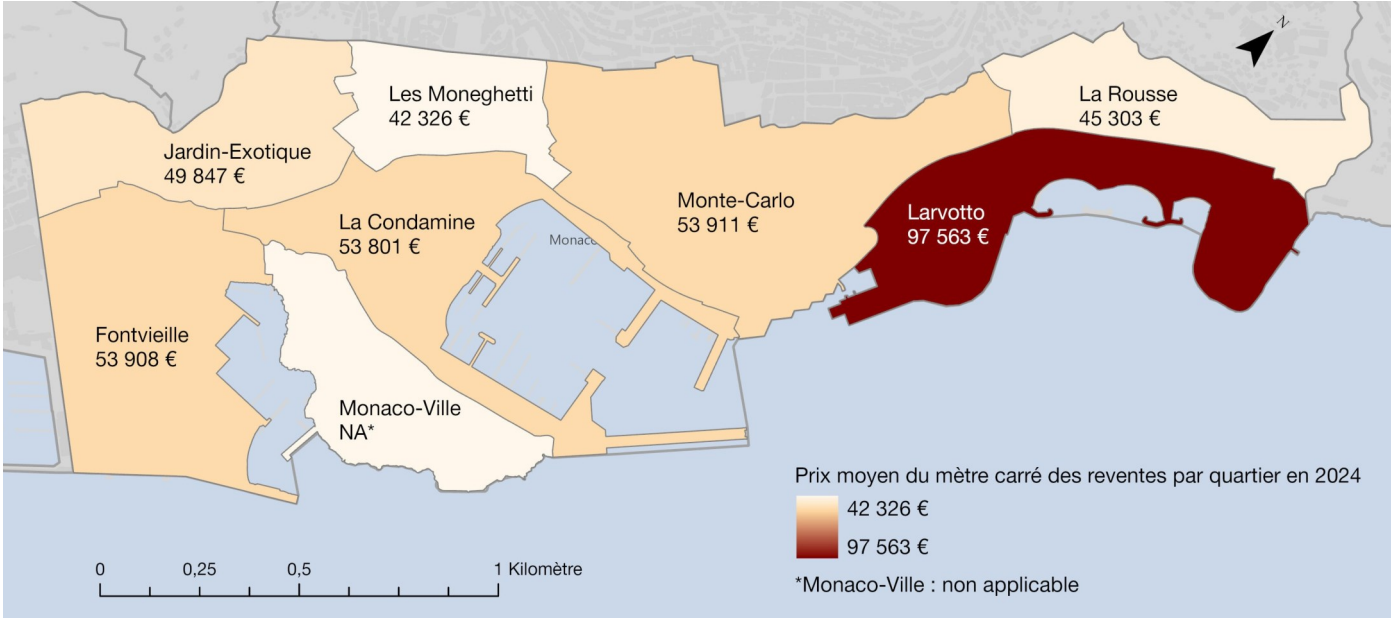 N
Les Moneghetti
42 326 €
La Rousse
45 303 €
Jardin-Exotique
49 847 €
Monte-Carlo
53 911 €
Larvotto
97 563 €
La Condamine
53 801 €
Monaco
Fontvieille
53 908 €
Monaco-Ville
NA*
Prix moyen du mètre carré des reventes par quartier en 2024
42 326 €
97 563 €
*Monaco-Ville : non applicable
0 0,25 0,5 1 Kilomètre